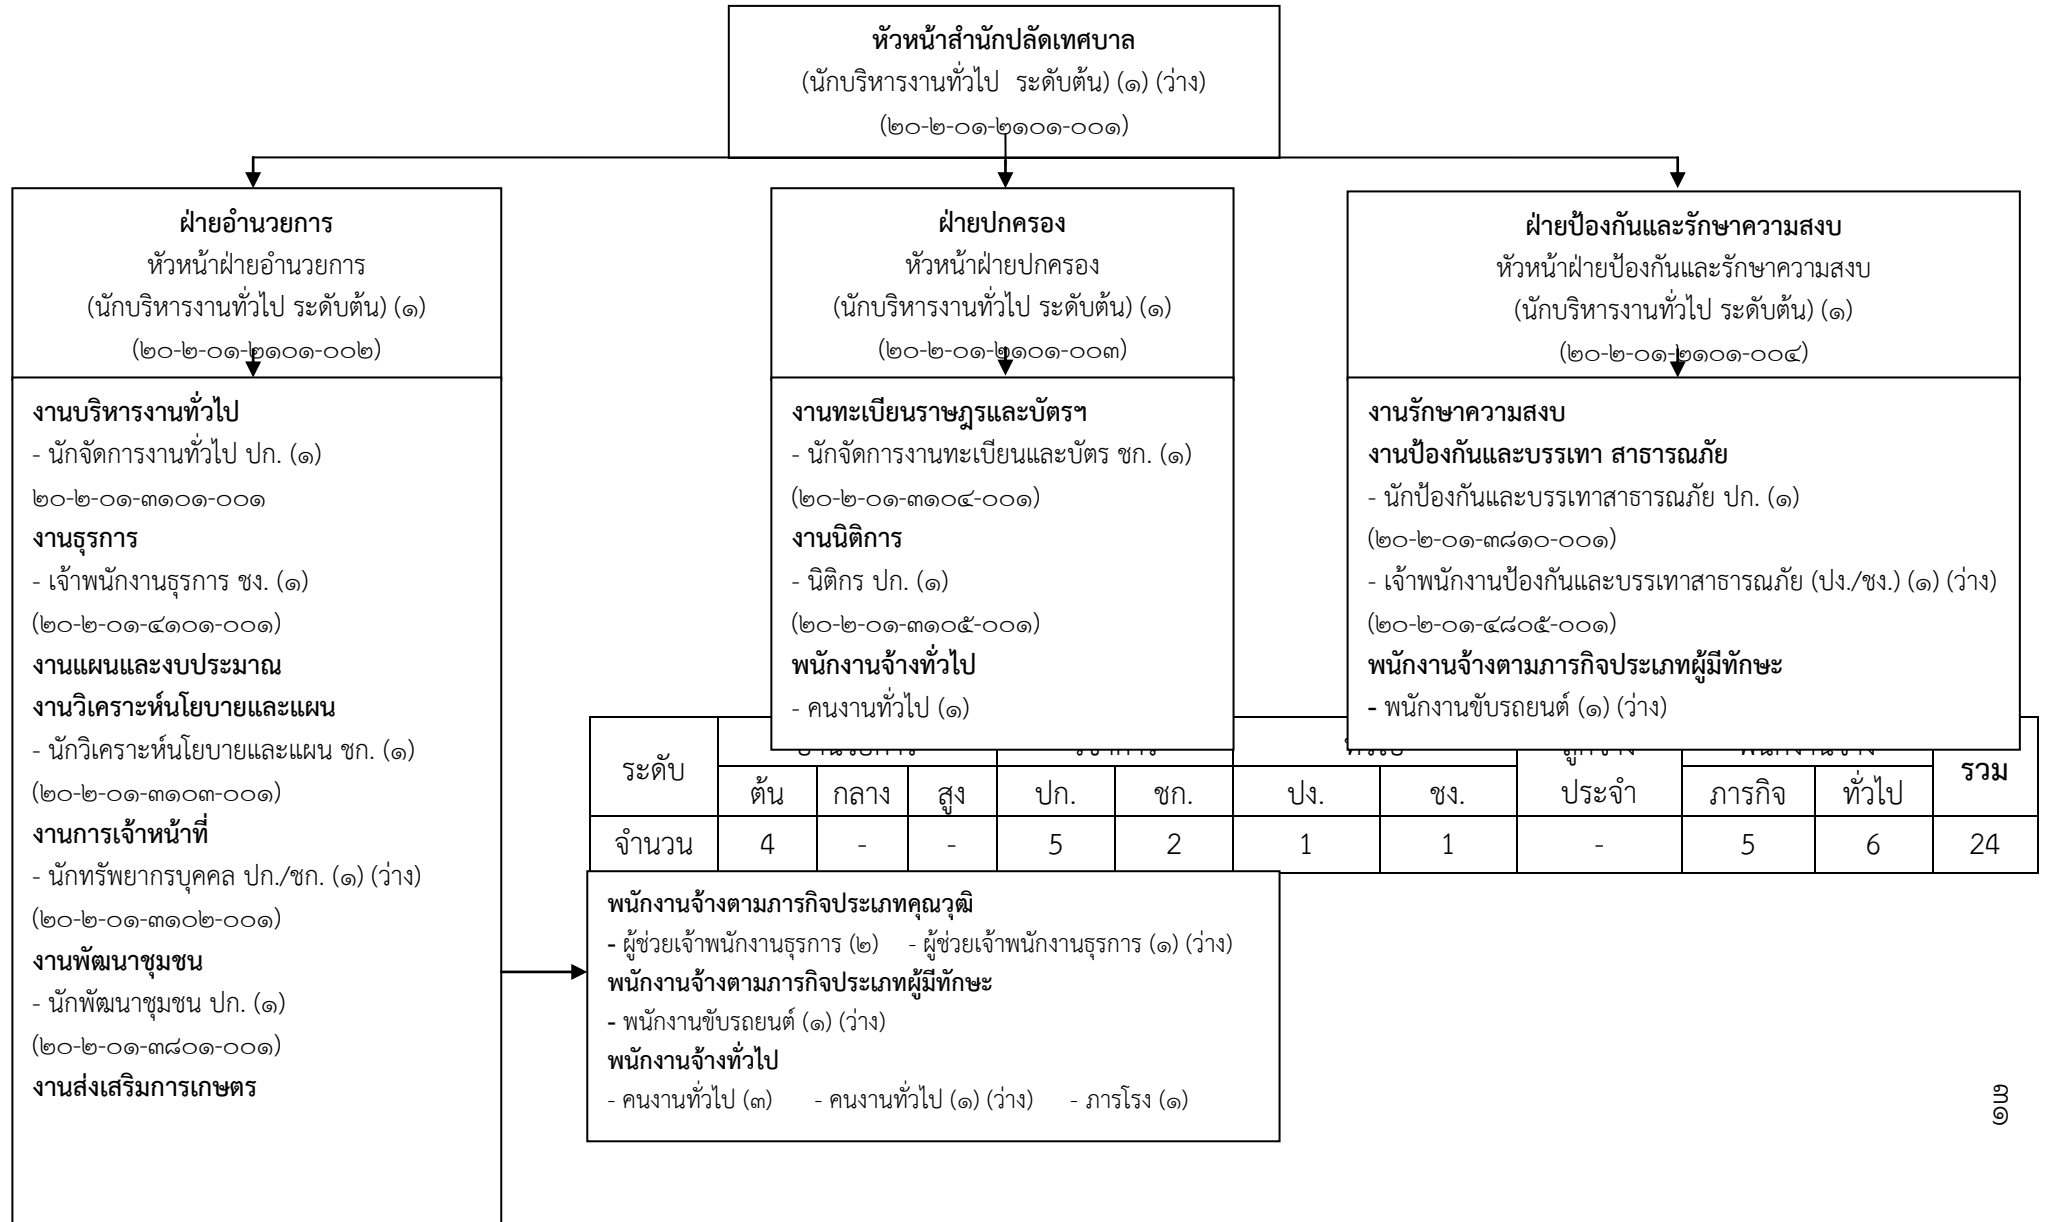 หัวหน้าสำนักปลัดเทศบาล
(นักบริหารงานทั่วไป ระดับต้น) (๑) (ว่าง)
(๒๐-๒-๐๑-๒๑๐๑-๐๐๑)
ฝ่ายอำนวยการ
หัวหน้าฝ่ายอำนวยการ
(นักบริหารงานทั่วไป ระดับต้น) (๑)
(๒๐-๒-๐๑-๒๑๐๑-๐๐๒)
ฝ่ายปกครอง
หัวหน้าฝ่ายปกครอง
(นักบริหารงานทั่วไป ระดับต้น) (๑)
(๒๐-๒-๐๑-๒๑๐๑-๐๐๓)
ฝ่ายป้องกันและรักษาความสงบ
หัวหน้าฝ่ายป้องกันและรักษาความสงบ
(นักบริหารงานทั่วไป ระดับต้น) (๑)
(๒๐-๒-๐๑-๒๑๐๑-๐๐๔)
งานบริหารงานทั่วไป
- นักจัดการงานทั่วไป ปก. (๑)
๒๐-๒-๐๑-๓๑๐๑-๐๐๑
งานธุรการ
- เจ้าพนักงานธุรการ ชง. (๑)
(๒๐-๒-๐๑-๔๑๐๑-๐๐๑)
งานแผนและงบประมาณ
งานวิเคราะห์นโยบายและแผน
- นักวิเคราะห์นโยบายและแผน ชก. (๑)
(๒๐-๒-๐๑-๓๑๐๓-๐๐๑)
งานการเจ้าหน้าที่
- นักทรัพยากรบุคคล ปก./ชก. (๑) (ว่าง)
(๒๐-๒-๐๑-๓๑๐๒-๐๐๑)
งานพัฒนาชุมชน
- นักพัฒนาชุมชน ปก. (๑)
(๒๐-๒-๐๑-๓๘๐๑-๐๐๑)
งานส่งเสริมการเกษตร
งานทะเบียนราษฎรและบัตรฯ
- นักจัดการงานทะเบียนและบัตร ชก. (๑)
(๒๐-๒-๐๑-๓๑๐๔-๐๐๑)
งานนิติการ
- นิติกร ปก. (๑)
(๒๐-๒-๐๑-๓๑๐๕-๐๐๑)
พนักงานจ้างทั่วไป
- คนงานทั่วไป (๑)
งานรักษาความสงบ
งานป้องกันและบรรเทา สาธารณภัย
- นักป้องกันและบรรเทาสาธารณภัย ปก. (๑)
(๒๐-๒-๐๑-๓๘๑๐-๐๐๑)
- เจ้าพนักงานป้องกันและบรรเทาสาธารณภัย (ปง./ชง.) (๑) (ว่าง)
(๒๐-๒-๐๑-๔๘๐๕-๐๐๑)
พนักงานจ้างตามภารกิจประเภทผู้มีทักษะ
- พนักงานขับรถยนต์ (๑) (ว่าง)
ระดับ ต้น กลาง สูง ปก. ชก. ปง. ชง. ประจำ ภารกิจ ทั่วไป รวม
จำนวน 4 - - 5 2 1 1 - 5 6 24
พนักงานจ้างตามภารกิจประเภทคุณวุฒิ
- ผู้ช่วยเจ้าพนักงานธุรการ (๒) - ผู้ช่วยเจ้าพนักงานธุรการ (๑) (ว่าง)
พนักงานจ้างตามภารกิจประเภทผู้มีทักษะ
- พนักงานขับรถยนต์ (๑) (ว่าง)
พนักงานจ้างทั่วไป
- คนงานทั่วไป (๓) - คนงานทั่วไป (๑) (ว่าง) - ภารโรง (๑)
๓๑